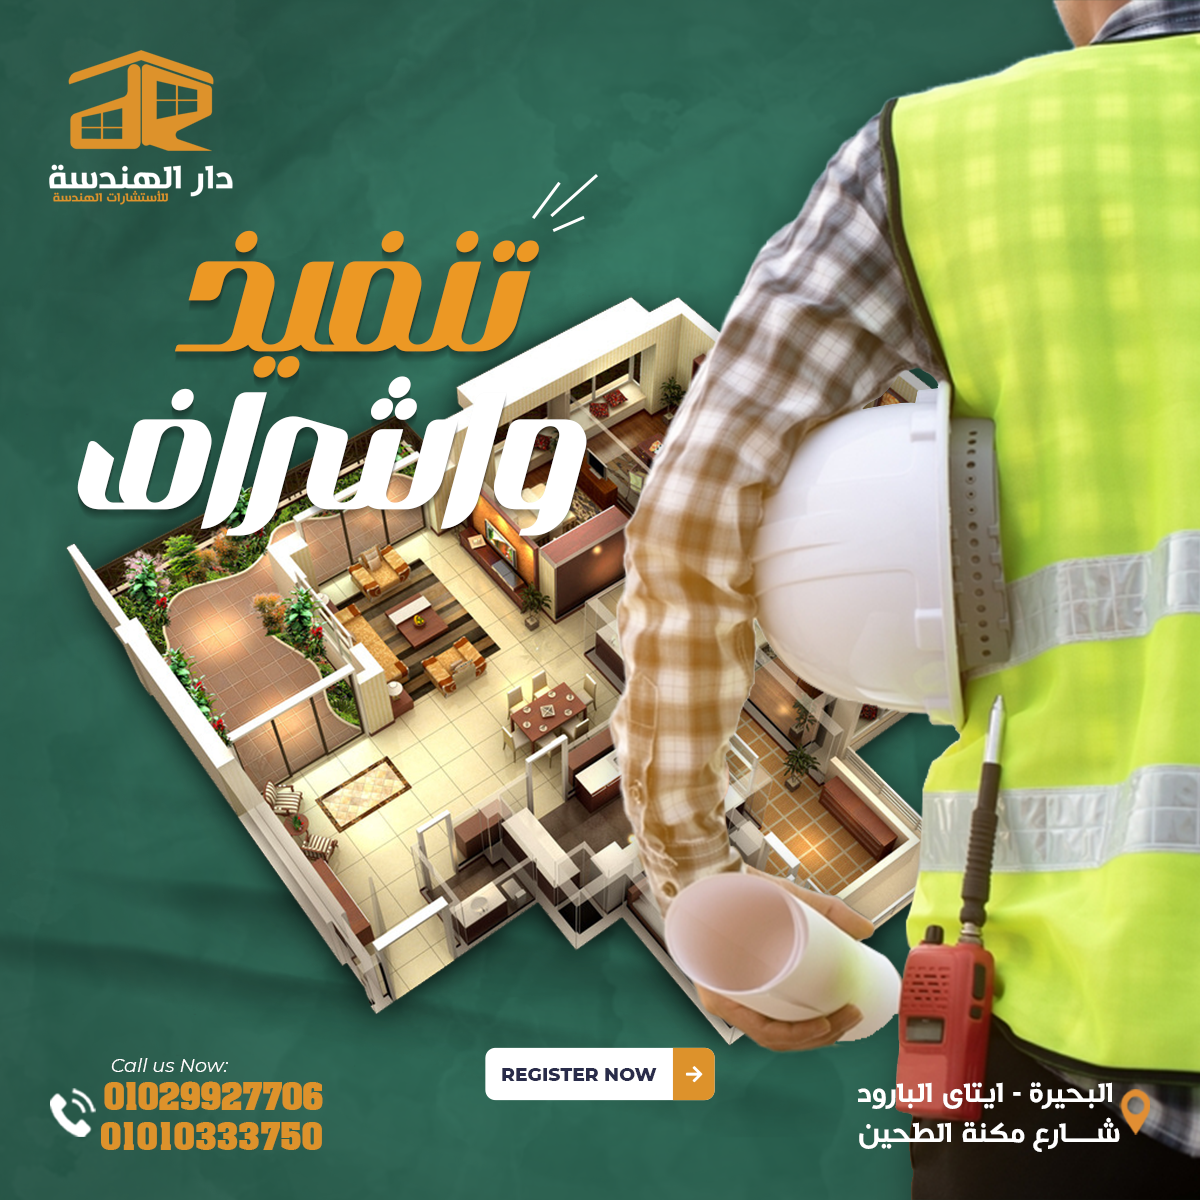 دار الهندسة
للأستشارات الهندسة
تنفيذ
واشراف
Call us Now:
01029927706
01010333750
REGISTER NOW
البحيرة - ايتاى البارود
شـــارع مكنة الطحين